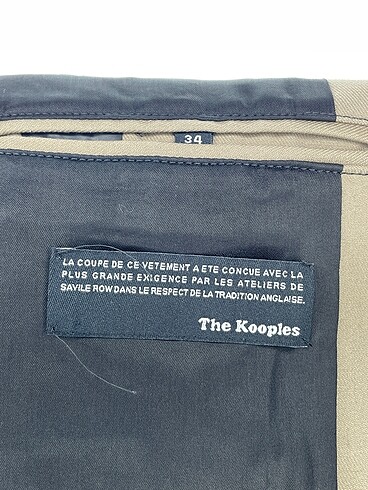 34
LA COUPE DE CE VETEMENT A ETE CONCUE AVEC LA
PLUS GRANDE EXIGENCE PAR LES ATELIERS DE
SAVILE ROW DANS LE RESPECT DE LA TRADITION ANGLAISE.
The Kooples